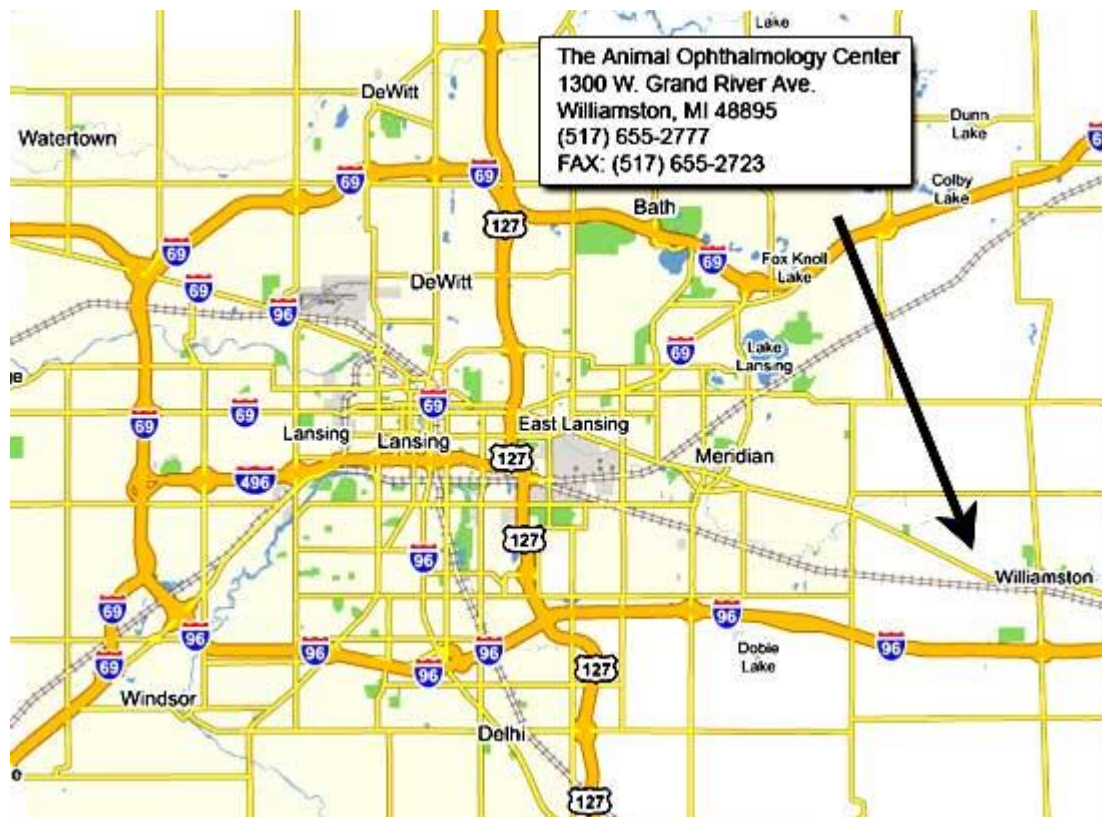 Lake
The Animal Ophthalmology Center
1300 W. Grand River Ave.
Williamston, MI 48895
(517) 655-2777
FAX: (517) 655-2723
DeWitt
Watertown
Dunn
Lake
69
69
69
Colby
Lake
Bath
127
69
69
Fox Knoll
Lake
DeWitt
69
96
69
Lake
Lansing
69
69
69
East Lansing
Lansing
Lansing
127
Meridian
496
127
96
Williamston
69
96
96
96
96
96
96
Dobie
Lake
69
127
Windsor
Delhi
127